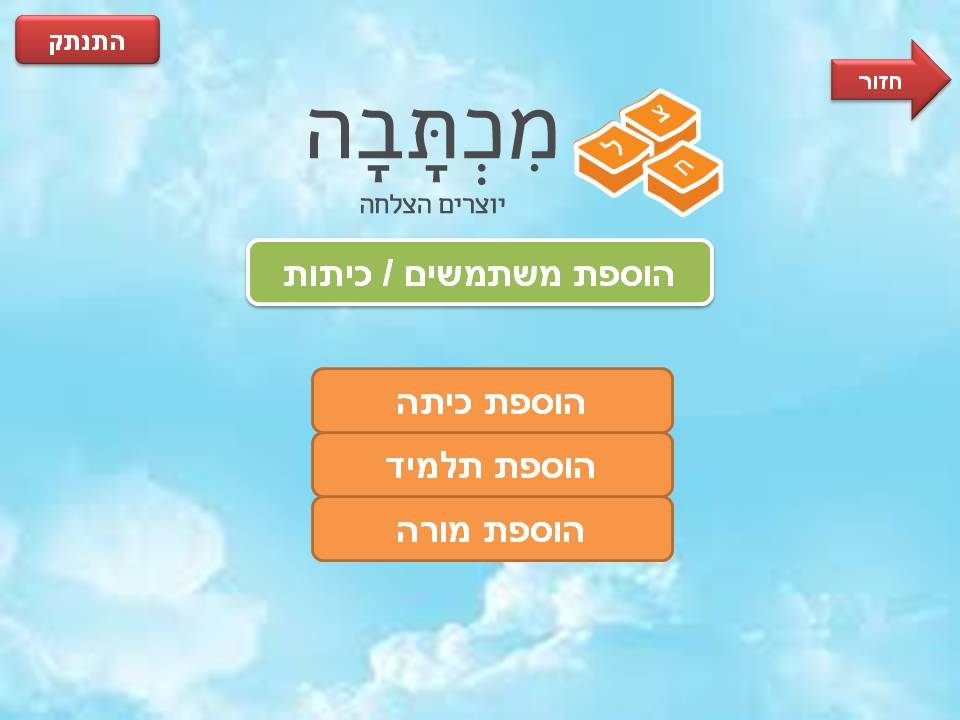 התנתק
חזור
מִכְתָּבָה
צ
ל
ח
יוצרים הצלחה
הוספת משתמשים / כיתות
הוספת כיתה
הוספת תלמיד
הוספת מורה